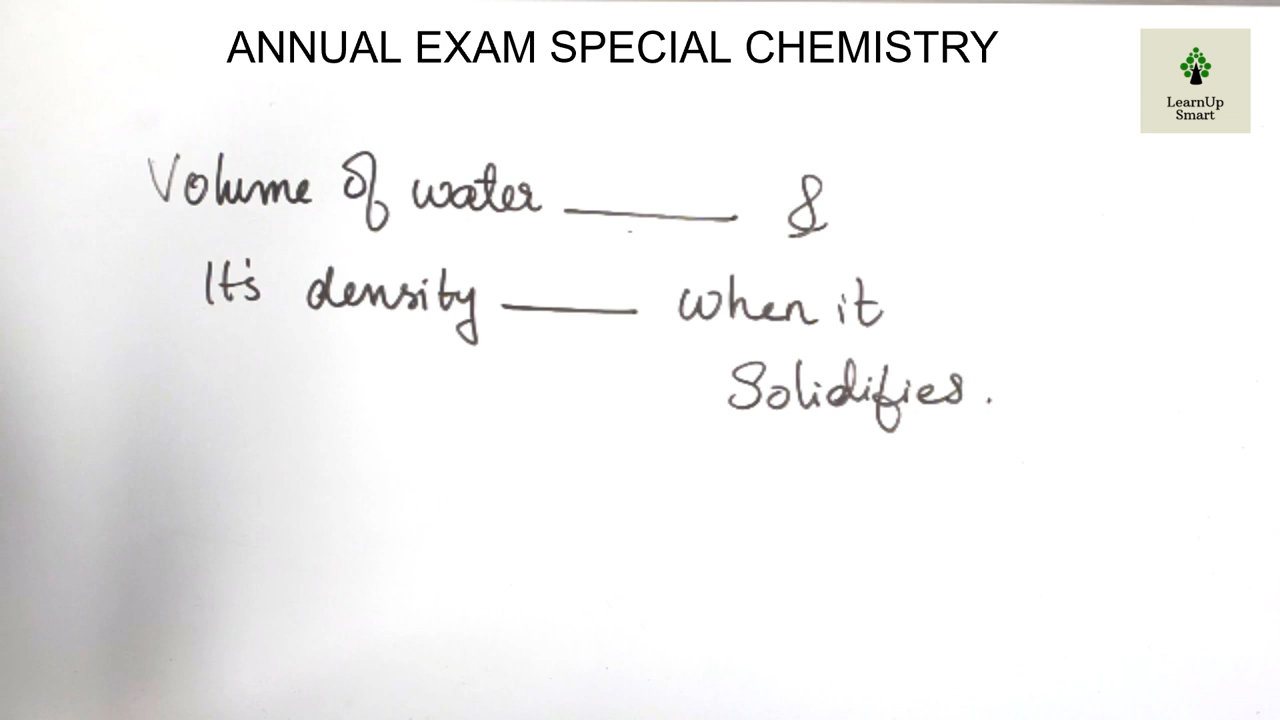 ANNUAL EXAM SPECIAL CHEMISTRY
LearnUp
Smart
Volume of water ______ &
It's density ______ when it
Solidifies.